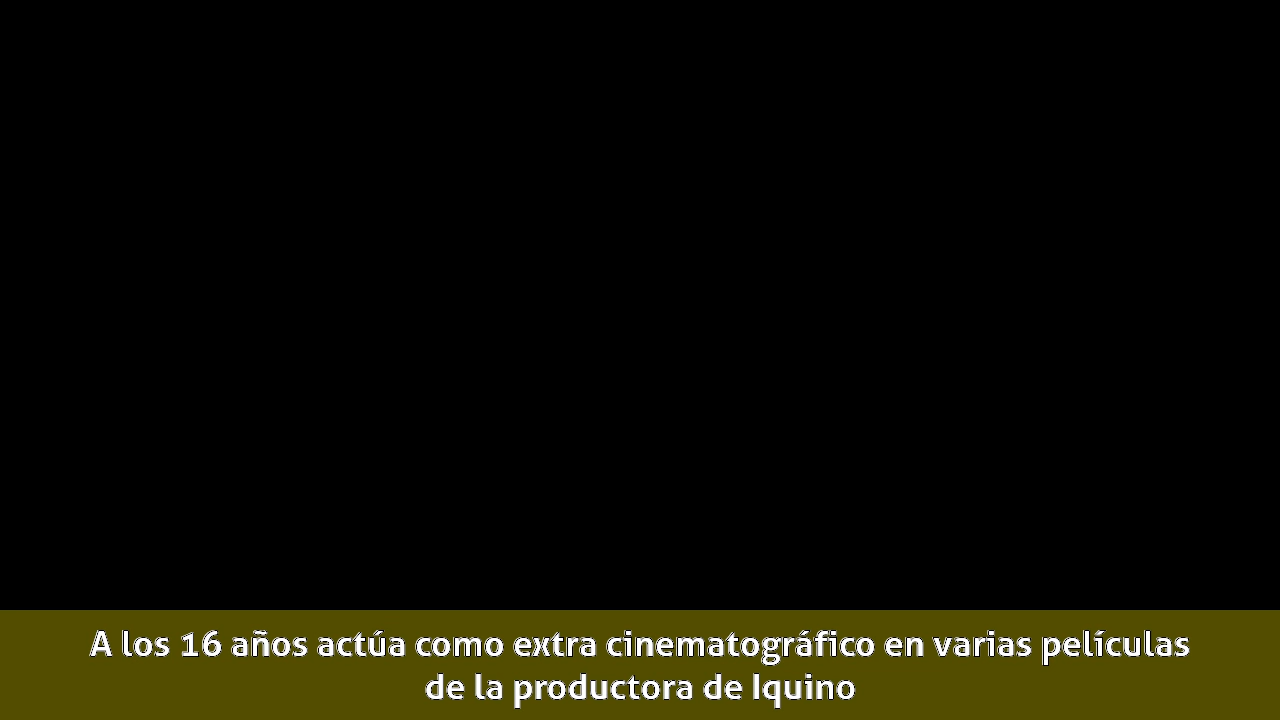 A los 16 años actúa como extra cinematográfico en varias películas
de la productora de Iquino